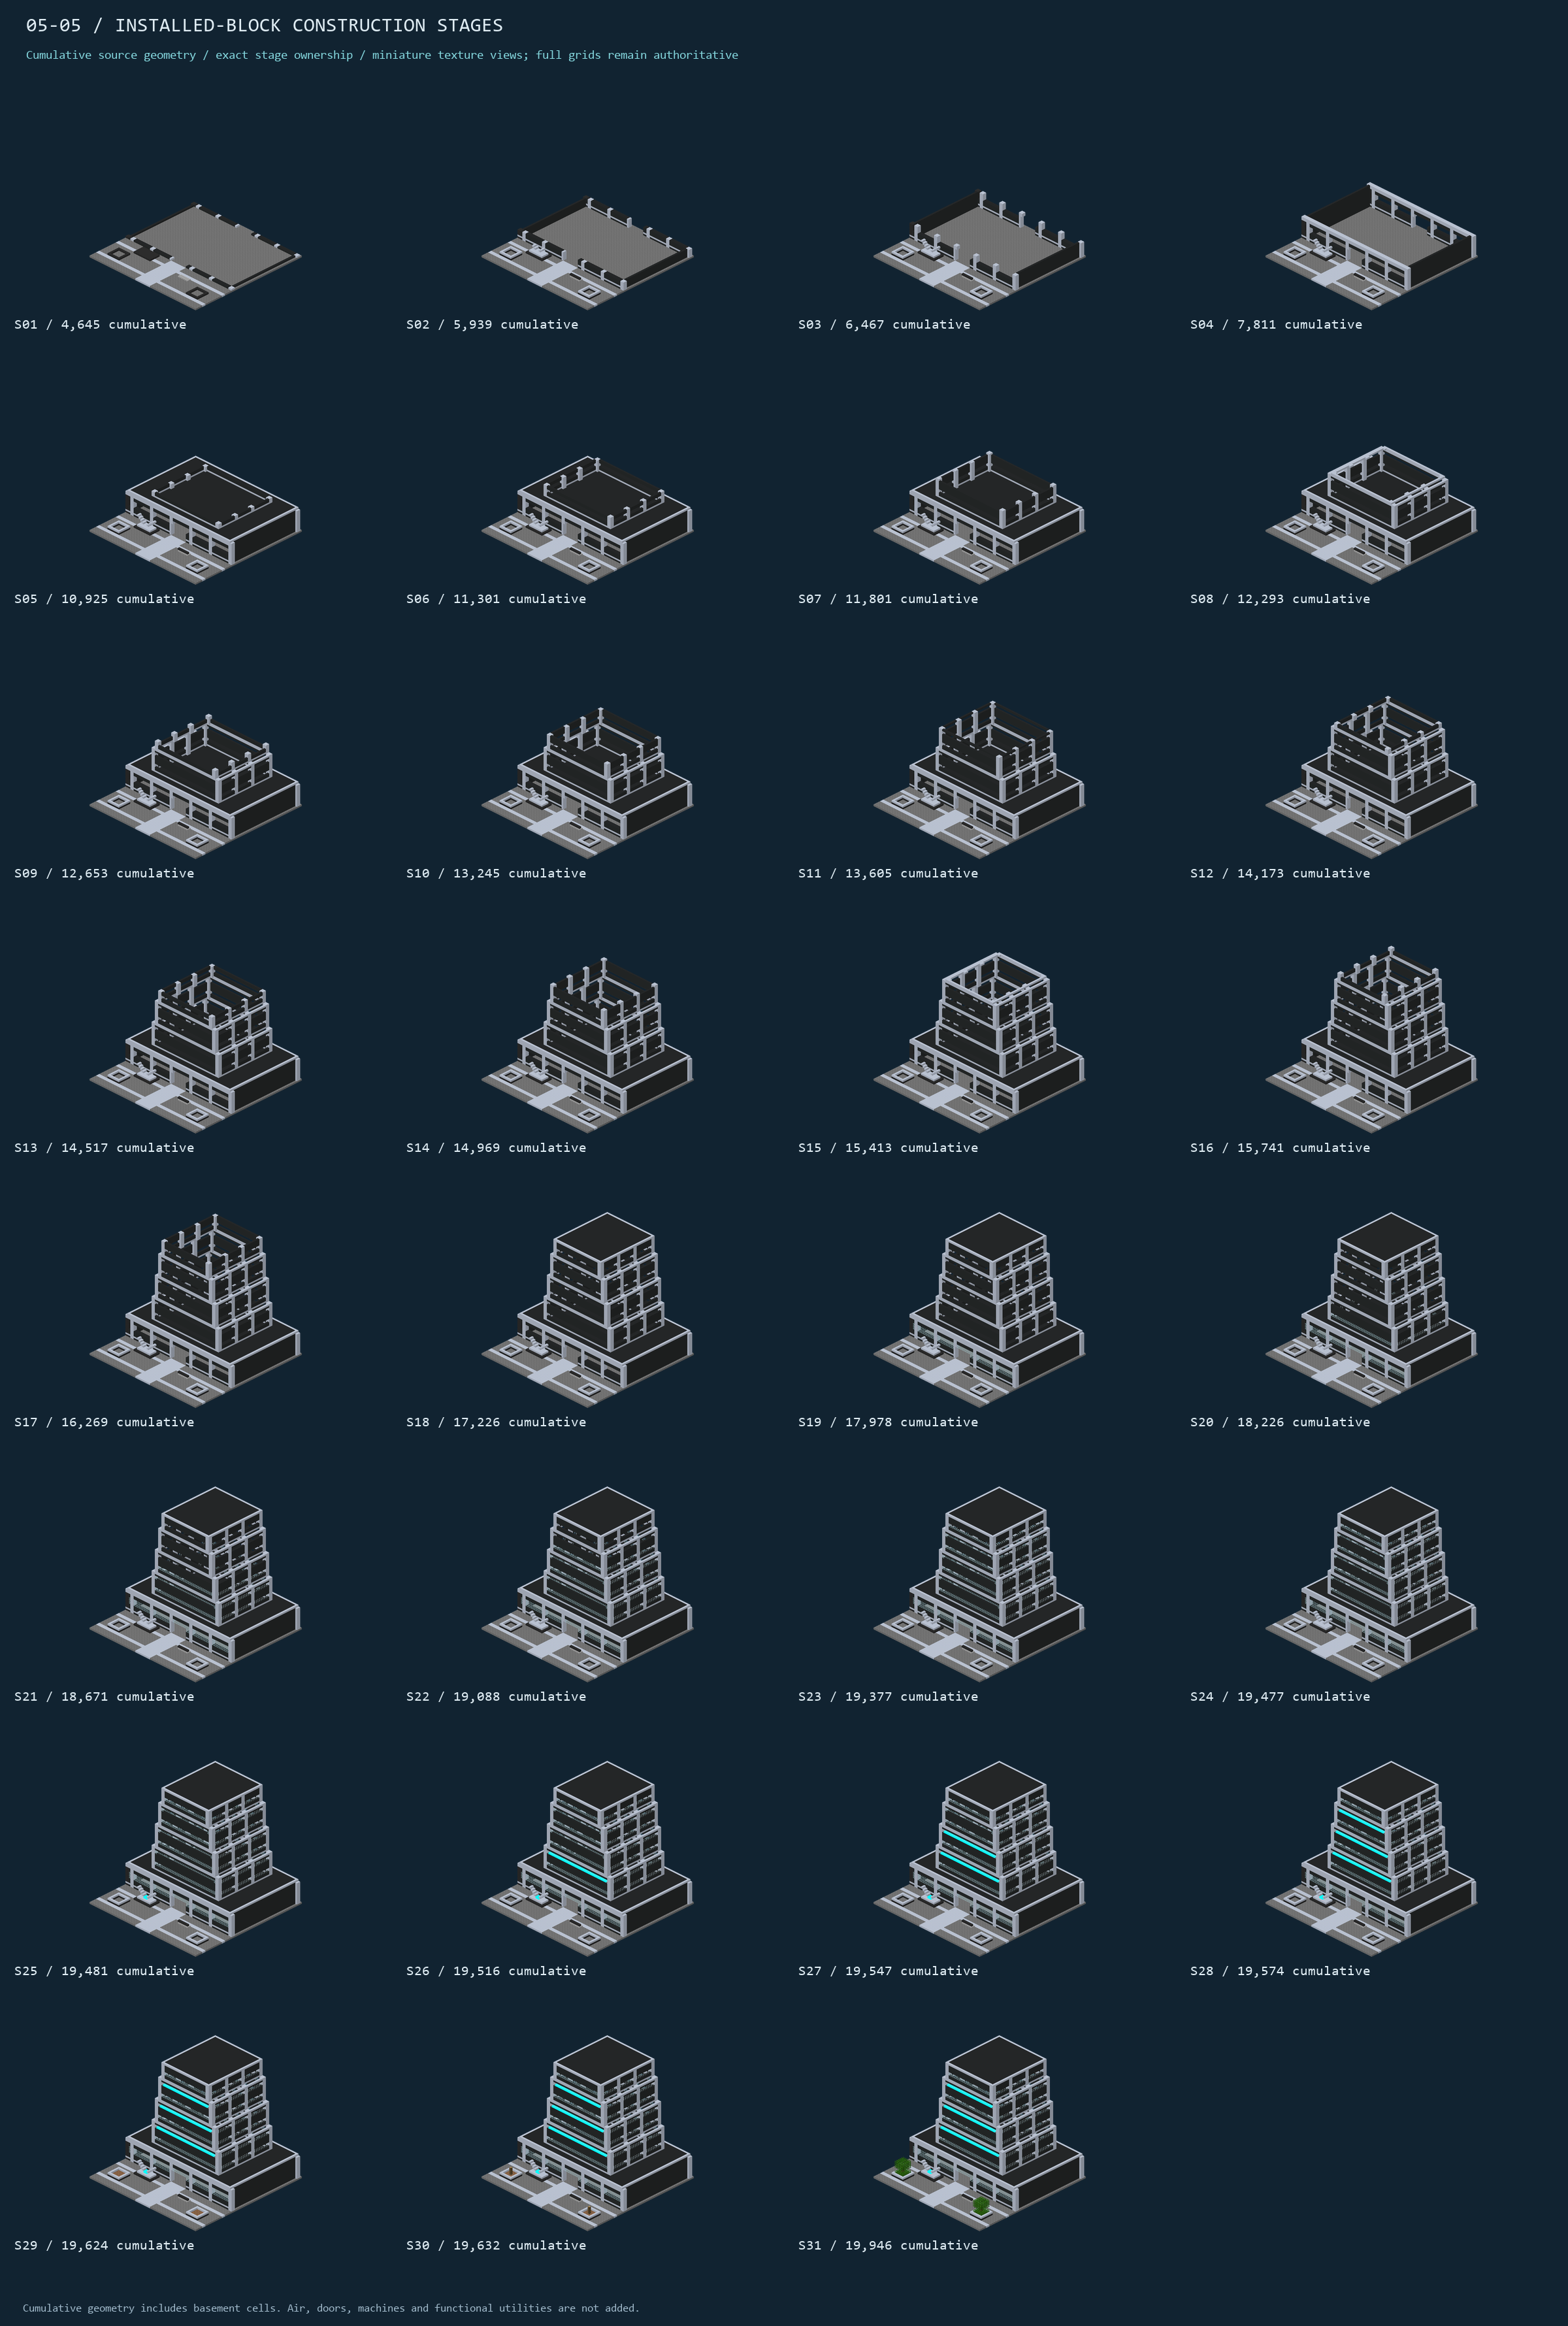 05-05 / INSTALLED-BLOCK CONSTRUCTION STAGES
Cumulative source geometry / exact stage ownership / miniature texture views; full grids remain authoritative
S01 / 4,645 cumulative
S02 / 5,939 cumulative
S03 / 6,467 cumulative
S04 / 7,811 cumulative
S05 / 10,925 cumulative
S06 / 11,301 cumulative
S07 / 11,801 cumulative
S08 / 12,293 cumulative
S09 / 12,653 cumulative
S10 / 13,245 cumulative
S11 / 13,605 cumulative
S12 / 14,173 cumulative
S13 / 14,517 cumulative
S14 / 14,969 cumulative
S15 / 15,413 cumulative
S16 / 15,741 cumulative
S17 / 16,269 cumulative
S18 / 17,226 cumulative
S19 / 17,978 cumulative
S20 / 18,226 cumulative
S21 / 18,671 cumulative
S22 / 19,088 cumulative
S23 / 19,377 cumulative
S24 / 19,477 cumulative
S25 / 19,481 cumulative
S26 / 19,516 cumulative
S27 / 19,547 cumulative
S28 / 19,574 cumulative
S29 / 19,624 cumulative
S30 / 19,632 cumulative
S31 / 19,946 cumulative
Cumulative geometry includes basement cells. Air, doors, machines and functional utilities are not added.